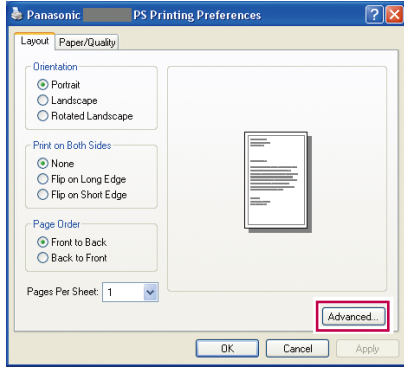 Panasonic PS Printing Preferences
Layout Paper/Quality
Orientation
Portrait
Landscape
Rotated Landscape
Print on Both Sides
None
Flip on Long Edge
Flip on Short Edge
Page Order
Front to Back
Back to Front
Pages Per Sheet: 1
Advanced...
OK Cancel Apply